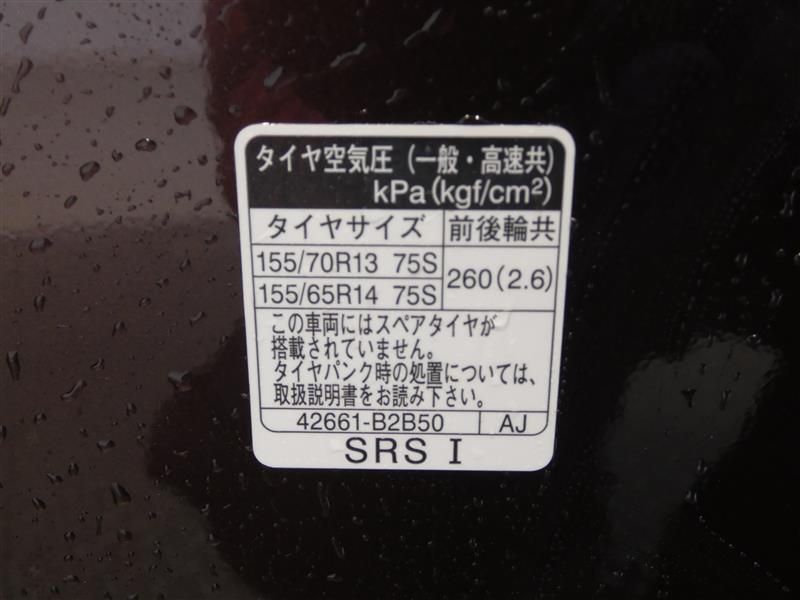 タイヤ空気圧（一般・高速共）
kPa(kgf/cm²)
タイヤサイズ 前後輪共
155/70R13 75S
260(2.6)
155/65R14 75S
この車両にはスペアタイヤが
搭載されていません。
タイヤパンク時の処置については、
取扱説明書をお読み下さい。
42661-B2B50 AJ
SRS I